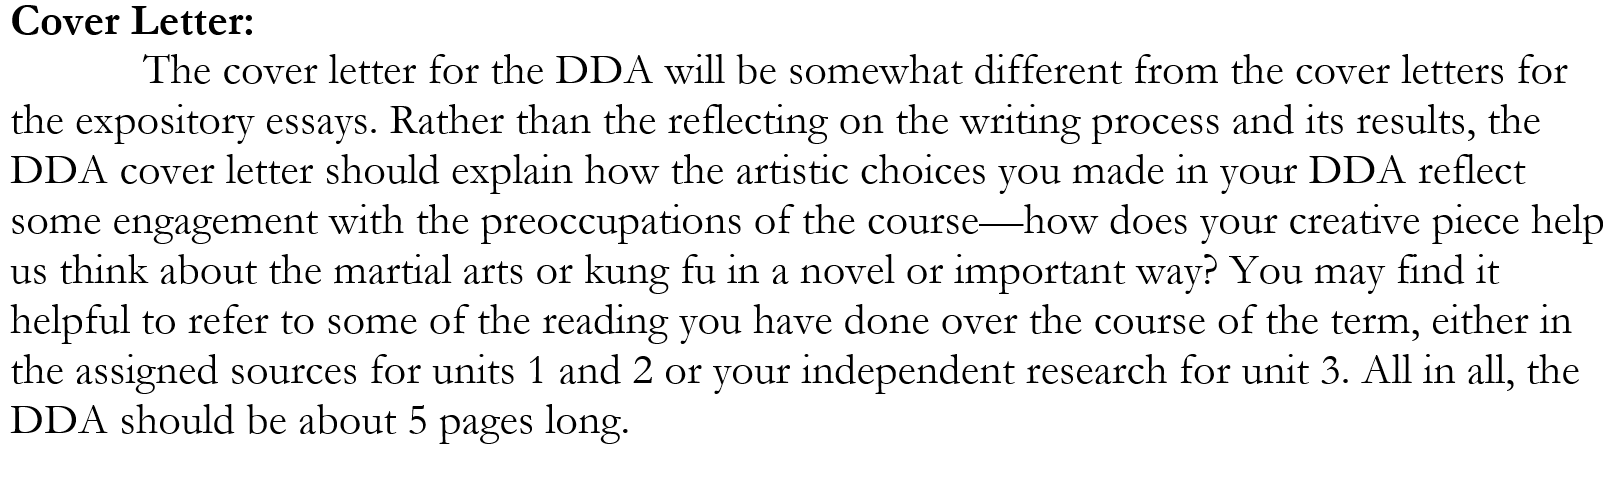 Cover Letter:
The cover letter for the DDA will be somewhat different from the cover letters for
the expository essays. Rather than the reflecting on the writing process and its results, the
DDA cover letter should explain how the artistic choices you made in your DDA reflect
some engagement with the preoccupations of the course—how does your creative piece help
us think about the martial arts or kung fu in a novel or important way? You may find it
helpful to refer to some of the reading you have done over the course of the term, either in
the assigned sources for units 1 and 2 or your independent research for unit 3. All in all, the
DDA should be about 5 pages long.